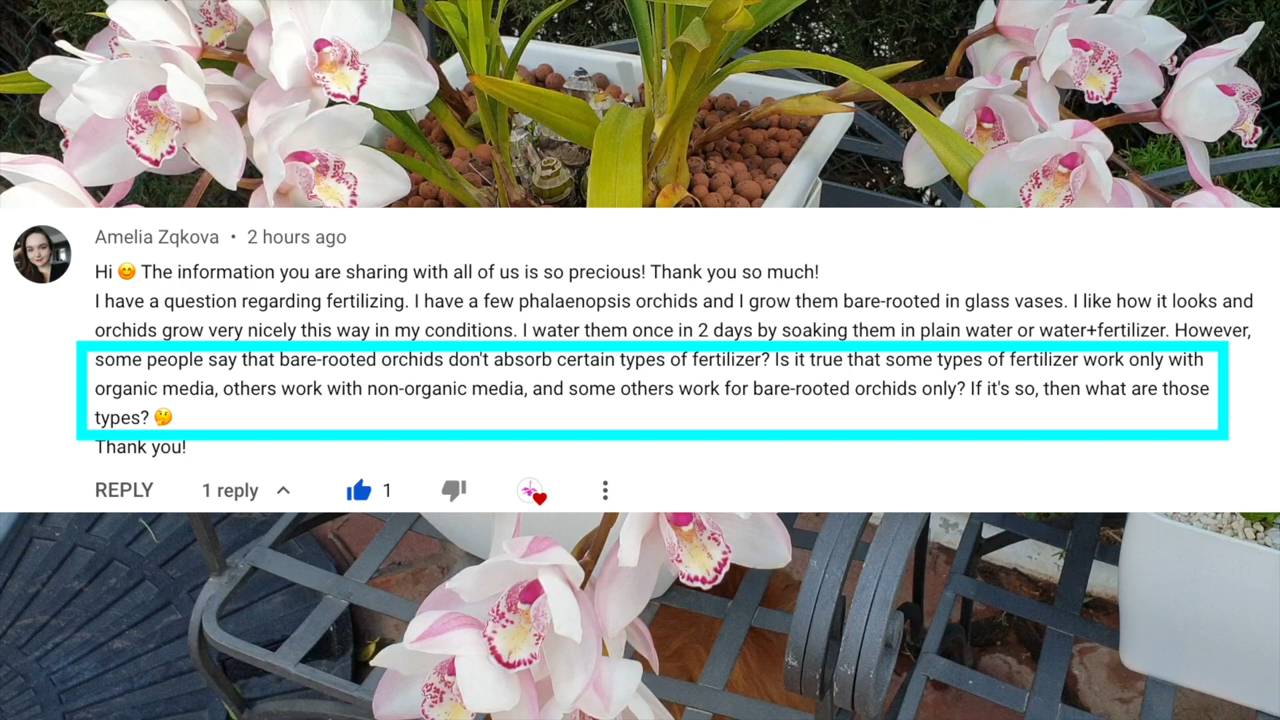 Amelia Zqkova • 2 hours ago
Hi 😊 The information you are sharing with all of us is so precious! Thank you so much!
I have a question regarding fertilizing. I have a few phalaenopsis orchids and I grow them bare-rooted in glass vases. I like how it looks and
orchids grow very nicely this way in my conditions. I water them once in 2 days by soaking them in plain water or water+fertilizer. However,
some people say that bare-rooted orchids don't absorb certain types of fertilizer? Is it true that some types of fertilizer work only with
organic media, others work with non-organic media, and some others work for bare-rooted orchids only? If it's so, then what are those
types? 🤔
Thank you!
REPLY 1 reply 1